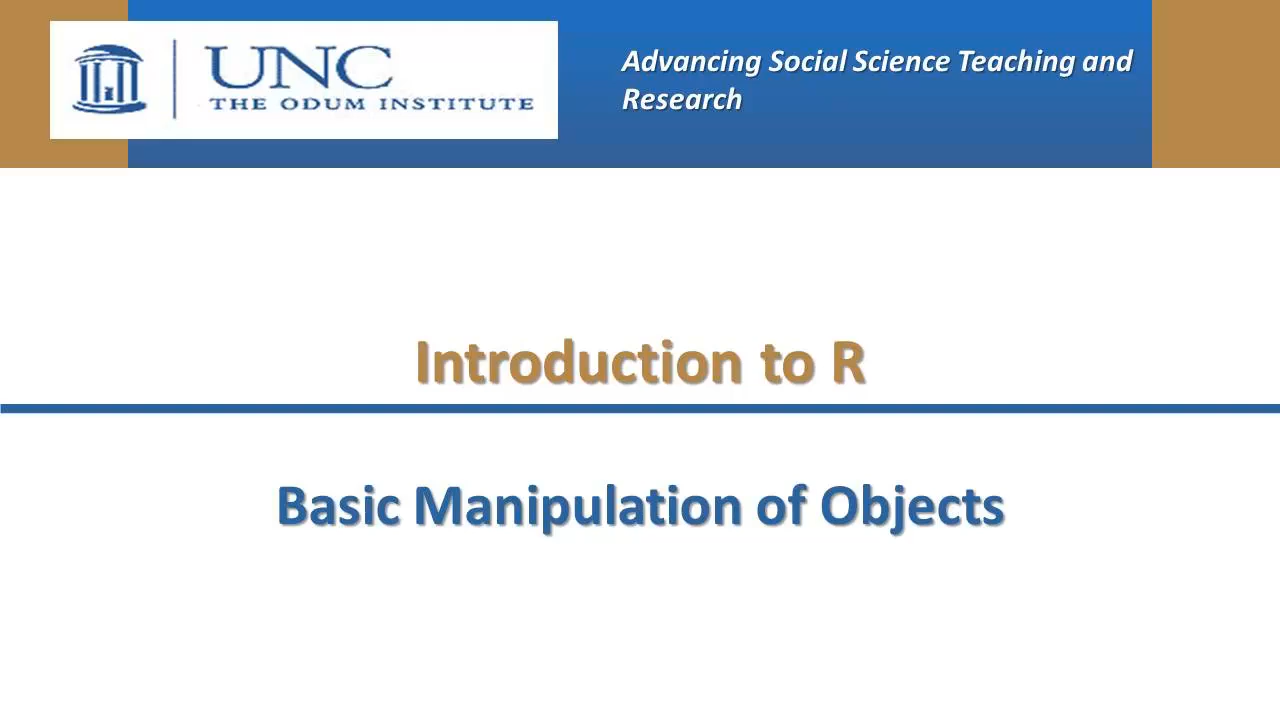 UNC
THE ODUM INSTITUTE
Advancing Social Science Teaching and
Research
Introduction to R
Basic Manipulation of Objects